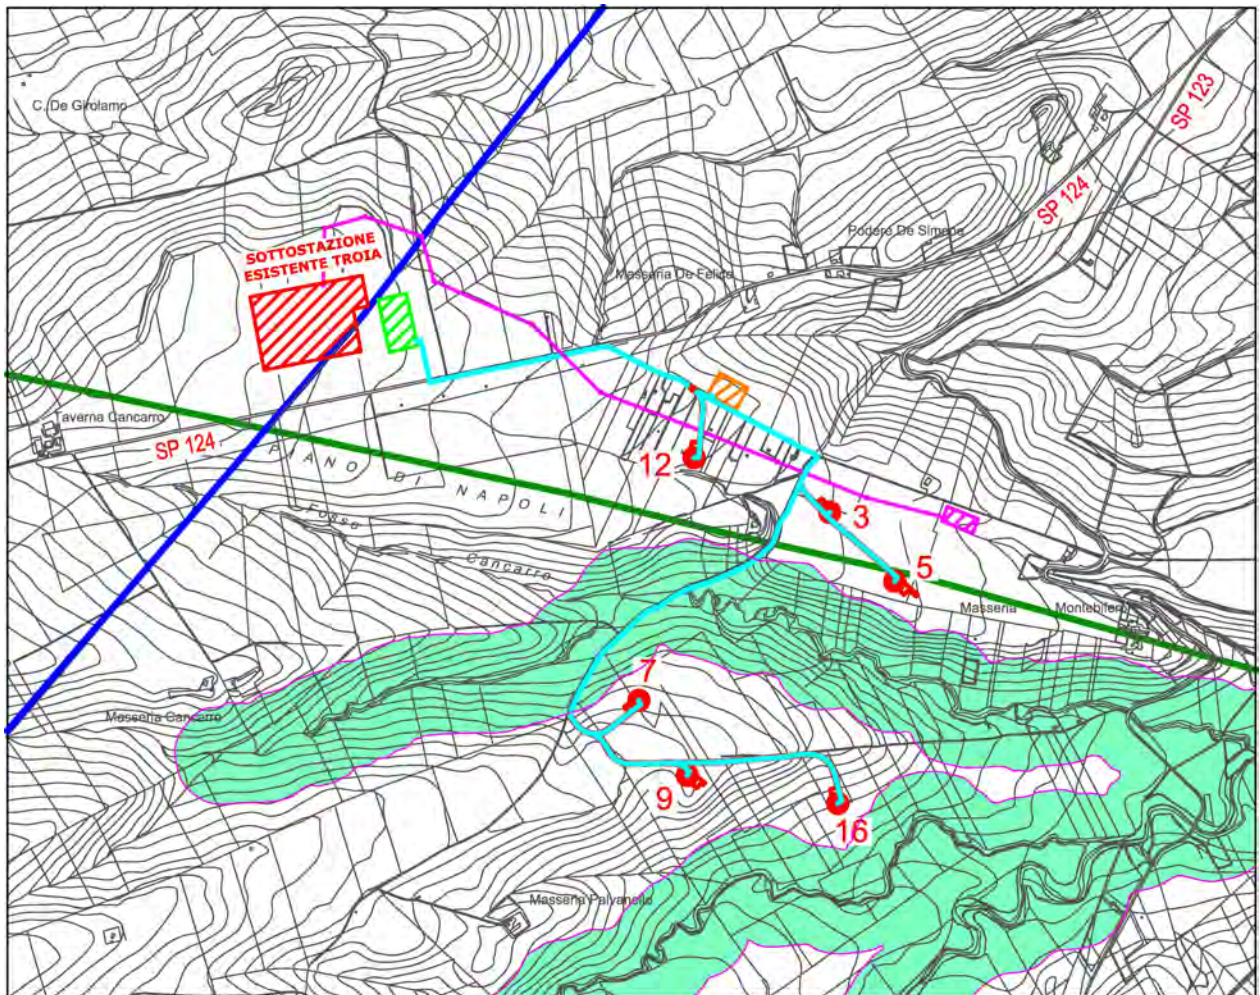 C. De Girolamo
SP 123
SP 124
Podere De Simone
SOTTOSTAZIONE
ESISTENTE TROIA
Masseria De Felice
Taverna Cancarro
SP 124
PIANO DI NAPOLI
12
3
Fosso
Cancarro
5
Masseria Montebifero
7
Masseria Cancarro
9
16
Masseria Palvanello